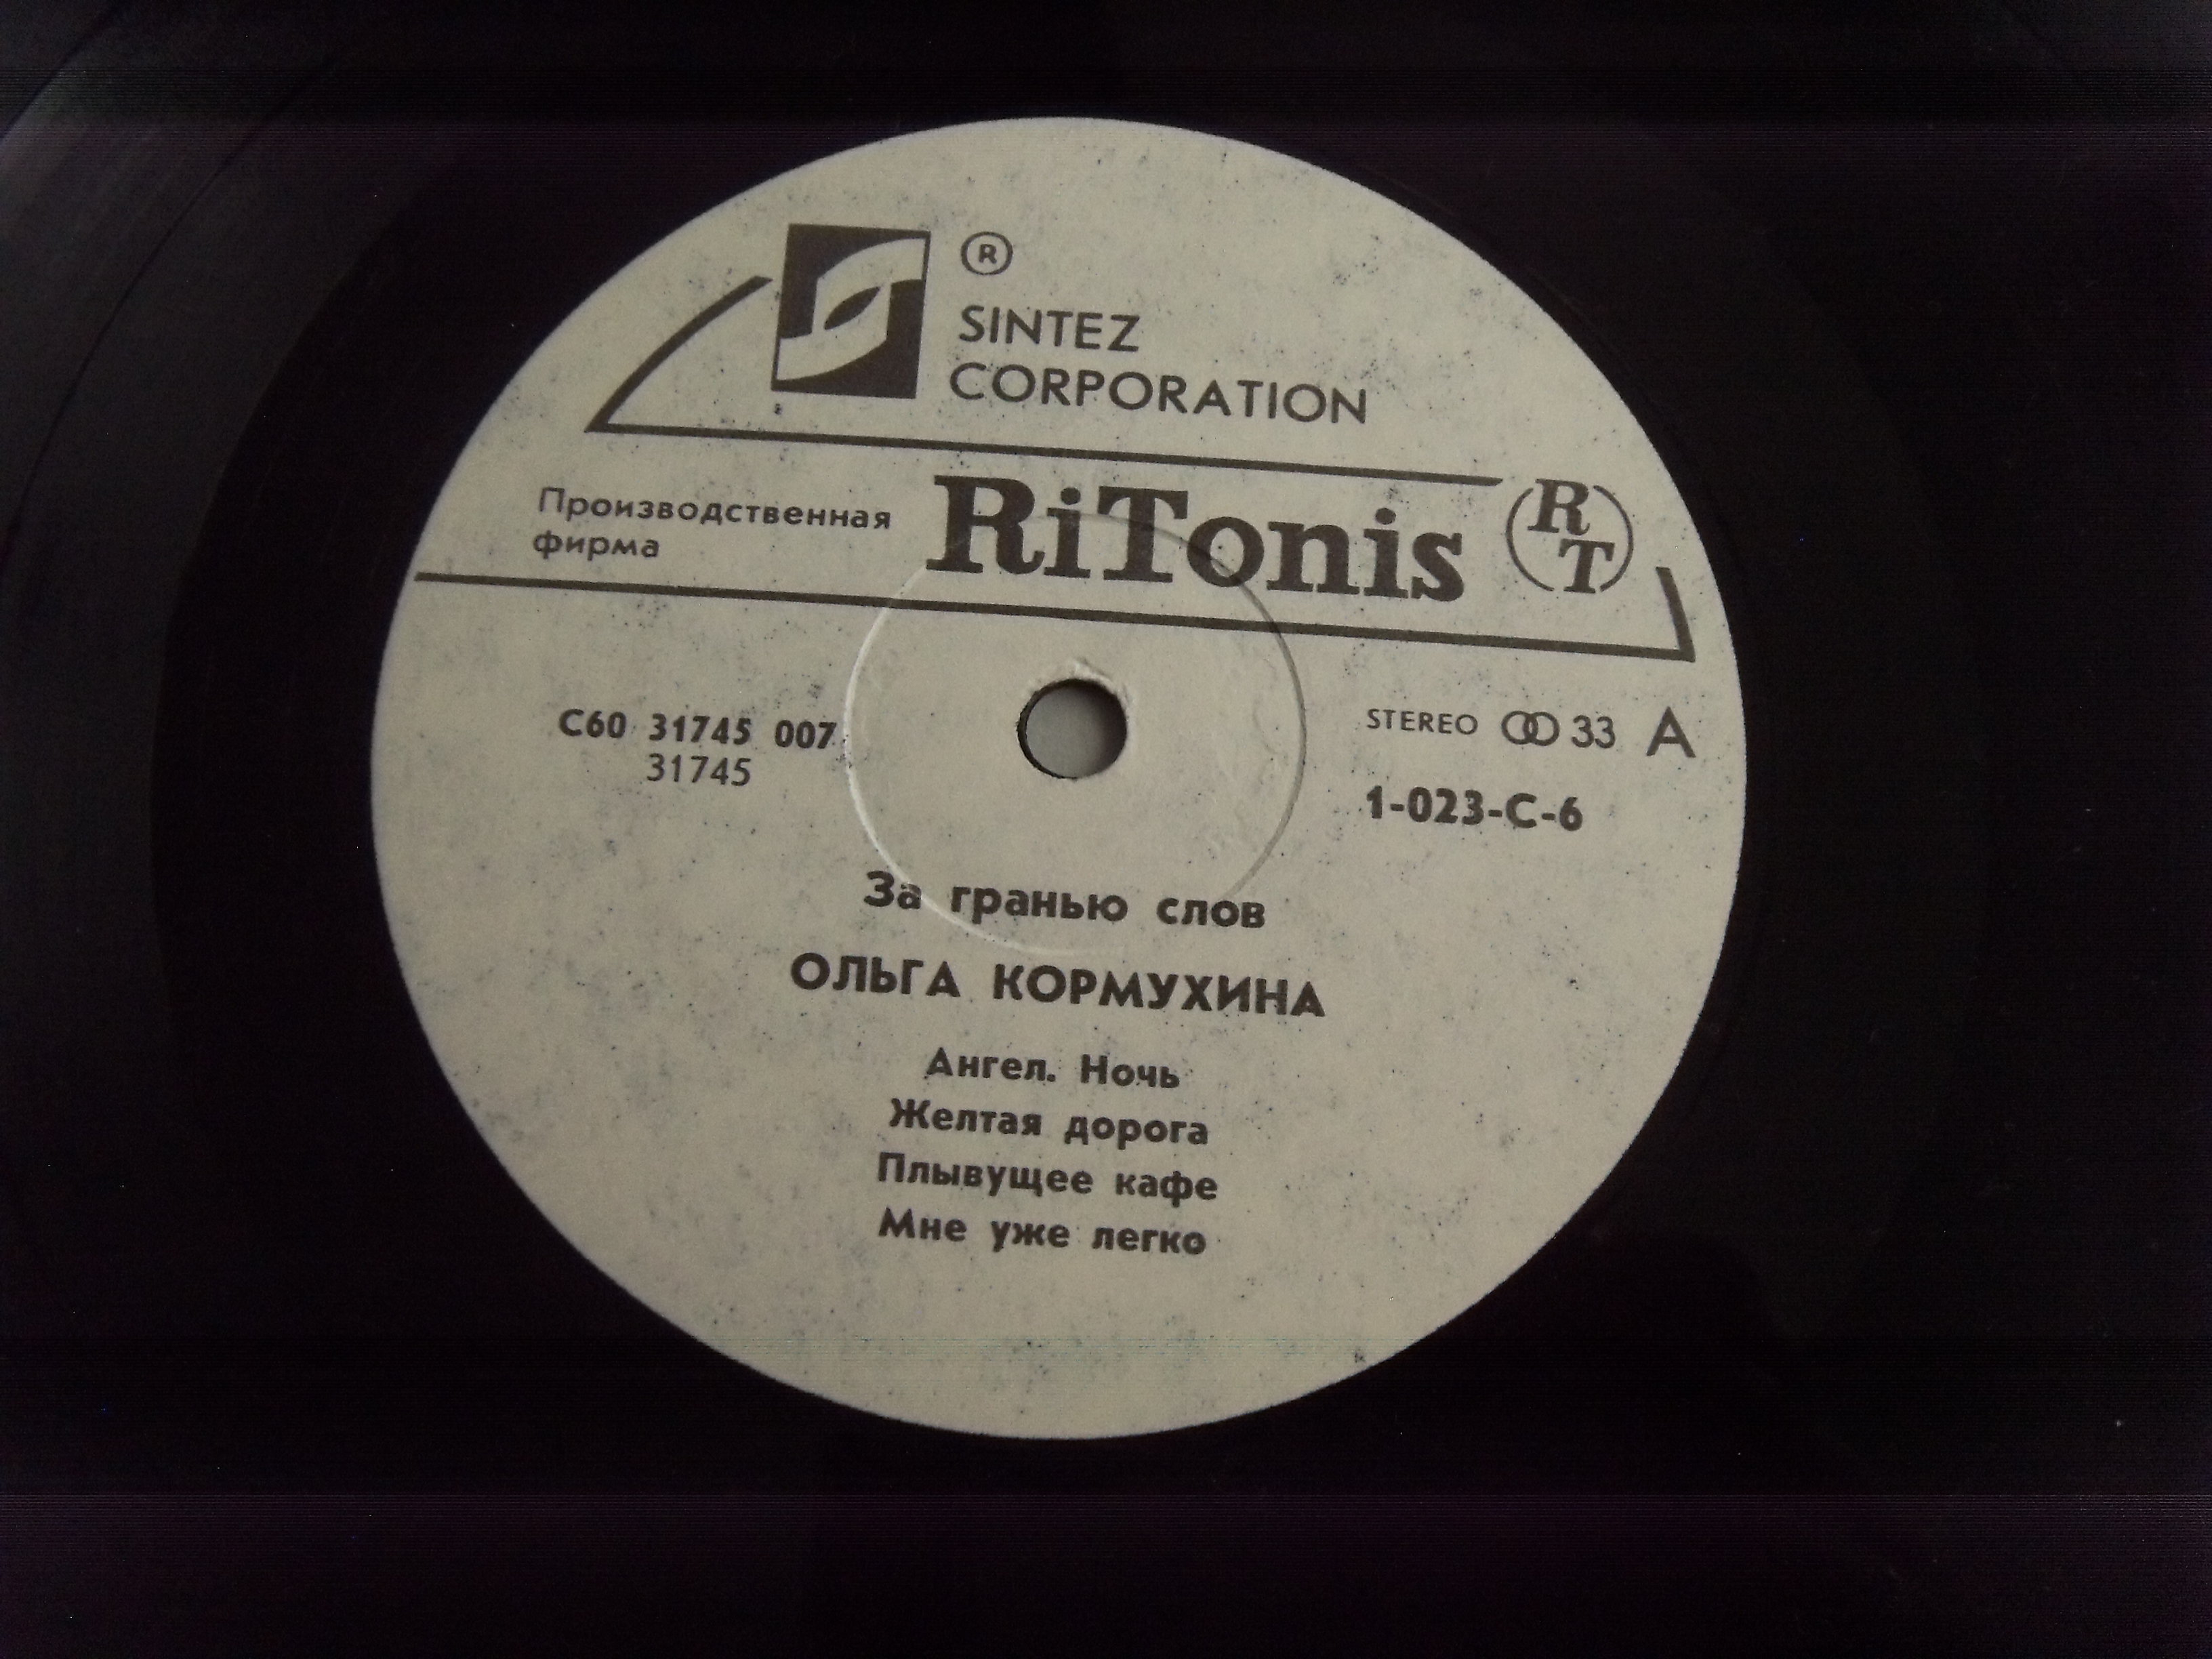 ®
SINTEZ
CORPORATION
Производственная
фирма
RiTonis
R
T
С60 31745 007
31745
STEREO 33 A
1-023-С-6
За гранью слов
ОЛЬГА КОРМУХИНА
Ангел. Ночь
Желтая дорога
Плывущее кафе
Мне уже легко